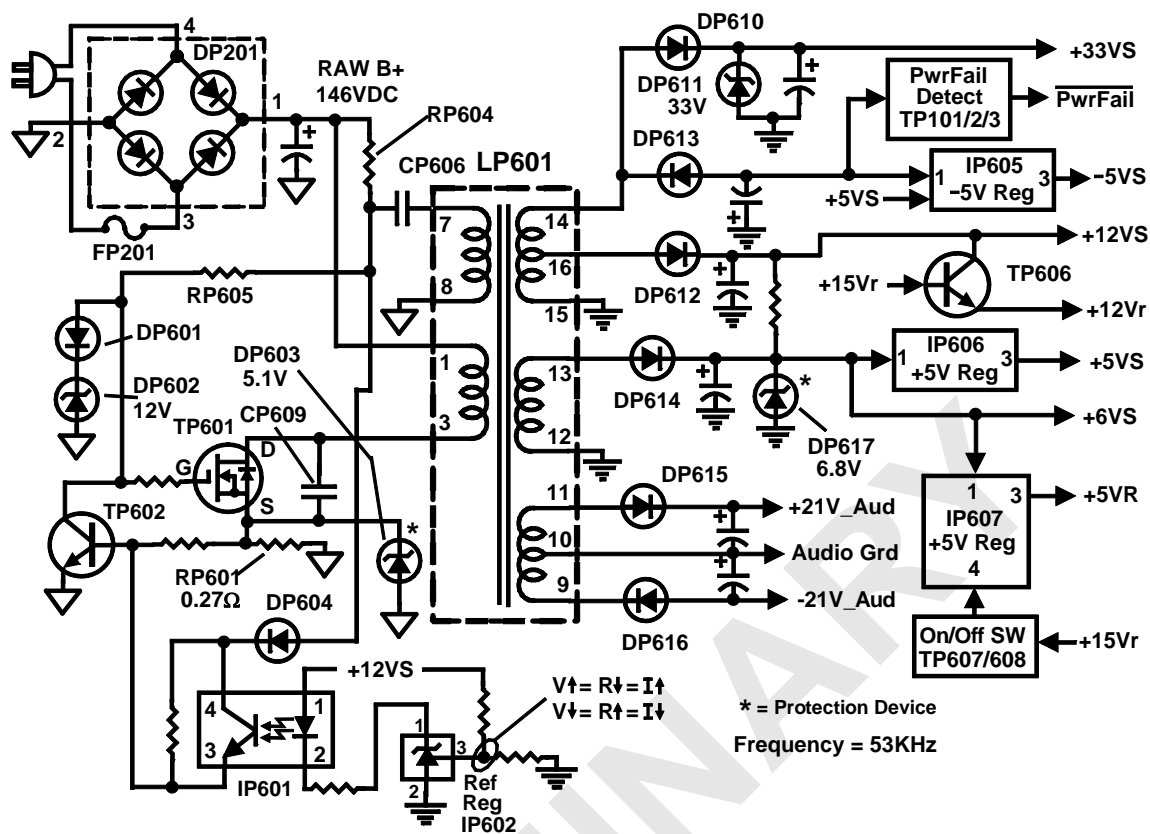 4
DP201
1
2
3
FP201
RAW B+
146VDC
RP604
CP606
LP601
7
8
1
3
14
16
15
13
12
11
10
9
RP605
DP601
DP602
12V
TP601
G
D
S
CP609
DP603
5.1V
*
TP602
RP601
0.27Ω
DP604
+12VS
4
3
1
2
IP601
1
3
2
Ref
Reg
IP602
V↑= R↓= I↑
V↓= R↑= I↓
DP610
DP611
33V
+33VS
PwrFail
Detect
TP101/2/3
PwrFail
DP613
+5VS
1
3
IP605
–5V Reg
–5VS
DP612
+12VS
+15Vr
TP606
+12Vr
DP614
*
DP617
6.8V
1
3
IP606
+5V Reg
+5VS
+6VS
1
3
IP607
+5V Reg
4
+5VR
On/Off SW
TP607/608
+15Vr
DP615
+21V_Aud
Audio Grd
-21V_Aud
DP616
* = Protection Device
Frequency = 53KHz